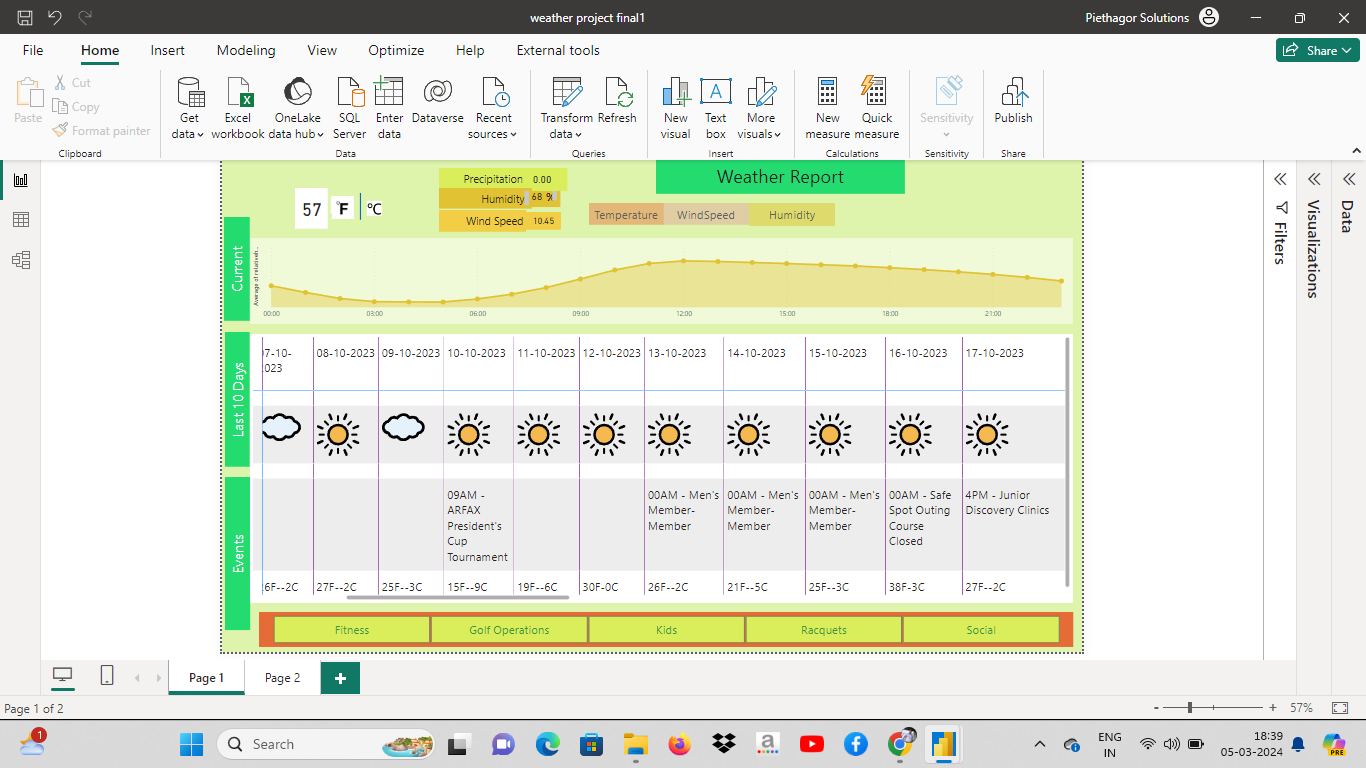 weather project final1
Piethagor Solutions
File Home Insert Modeling View Optimize Help External tools
Share
Paste
Cut
Copy
Format painter
Clipboard
Get data
Excel workbook
OneLake data hub
SQL Server
Enter data
Dataverse
Recent sources
Data
Transform data
Refresh
Queries
New visual
Text box
More visuals
Insert
New measure
Quick measure
Calculations
Sensitivity
Sensitivity
Publish
Share
57 °F °C
Precipitation 0.00
Humidity 68 %
Wind Speed 10.45
Weather Report
Temperature WindSpeed Humidity
Current
Average of relativeh...
00:00 03:00 06:00 09:00 12:00 15:00 18:00 21:00
Last 10 Days
7-10-
023
08-10-2023 09-10-2023 10-10-2023 11-10-2023 12-10-2023 13-10-2023 14-10-2023 15-10-2023 16-10-2023 17-10-2023
Events
09AM -
ARFAX
President's
Cup
Tournament
00AM - Men's
Member-
Member
00AM - Men's
Member-
Member
00AM - Men's
Member-
Member
00AM - Safe
Spot Outing
Course
Closed
4PM - Junior
Discovery Clinics
6F--2C 27F--2C 25F--3C 15F--9C 19F--6C 30F-0C 26F--2C 21F--5C 25F--3C 38F-3C 27F--2C
Fitness Golf Operations Kids Racquets Social
Filters
Visualizations
Data
Page 1 Page 2
Page 1 of 2
- + 57%
1
Search
a
PRE
ENG
IN
18:39
05-03-2024